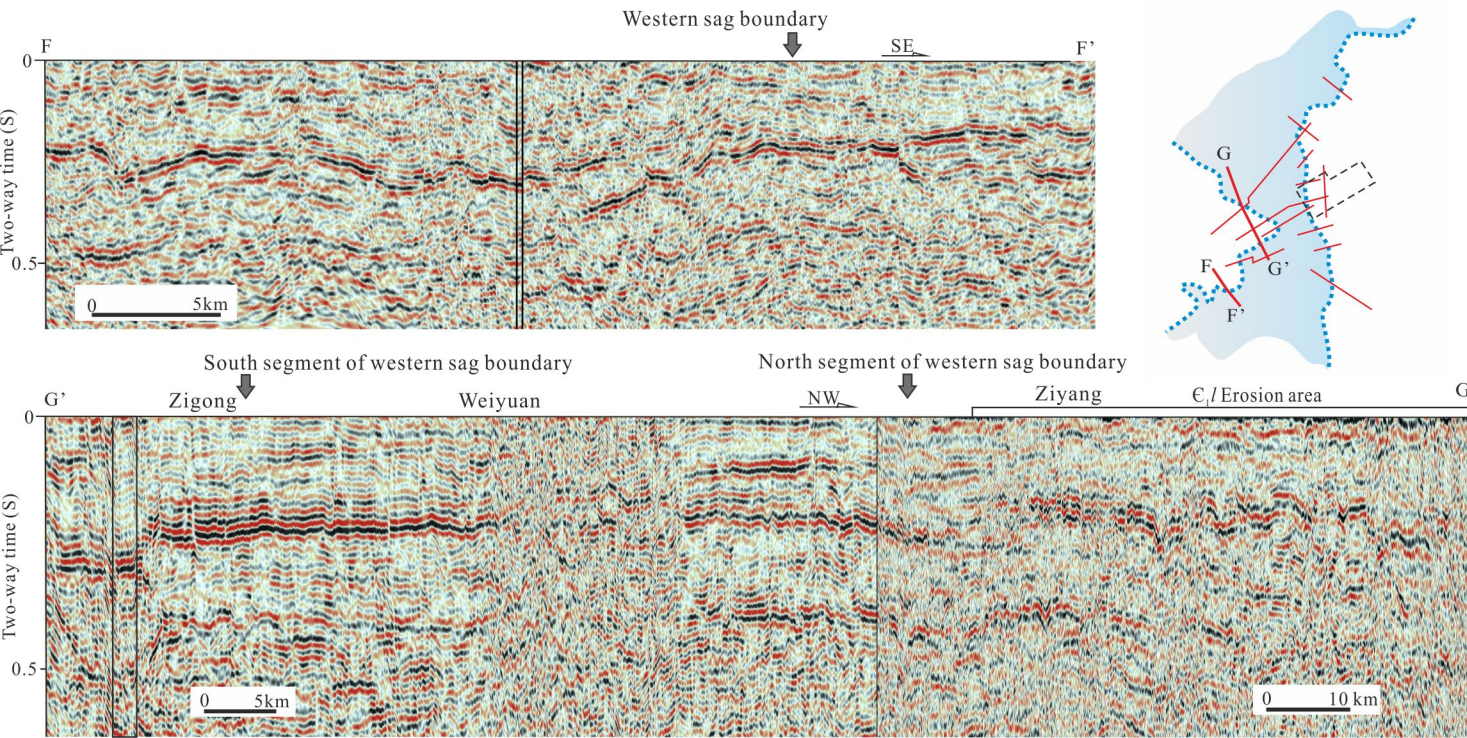 Western sag boundary
F
SE
F’
0
Two-way time (S)
0.5
0 5km
G
F
G’
F’
South segment of western sag boundary
North segment of western sag boundary
G’
Zigong
Weiyuan
NW
Ziyang
Є₁l Erosion area
G
0
Two-way time (S)
0.5
0 5km
0 10 km